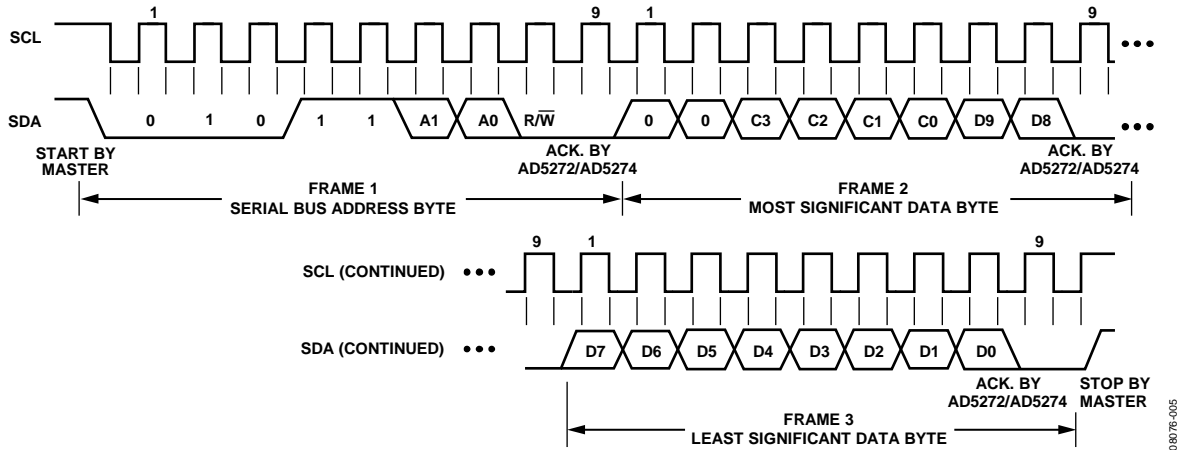 1 9 1 9
SCL
SDA 0 1 0 1 1 A1 A0 R/W 0 0 C3 C2 C1 C0 D9 D8
START BY
MASTER
ACK. BY
AD5272/AD5274
ACK. BY
AD5272/AD5274
FRAME 1
SERIAL BUS ADDRESS BYTE
FRAME 2
MOST SIGNIFICANT DATA BYTE
9 1 9
SCL (CONTINUED)
SDA (CONTINUED) D7 D6 D5 D4 D3 D2 D1 D0
ACK. BY
AD5272/AD5274
STOP BY
MASTER
FRAME 3
LEAST SIGNIFICANT DATA BYTE
08076-005